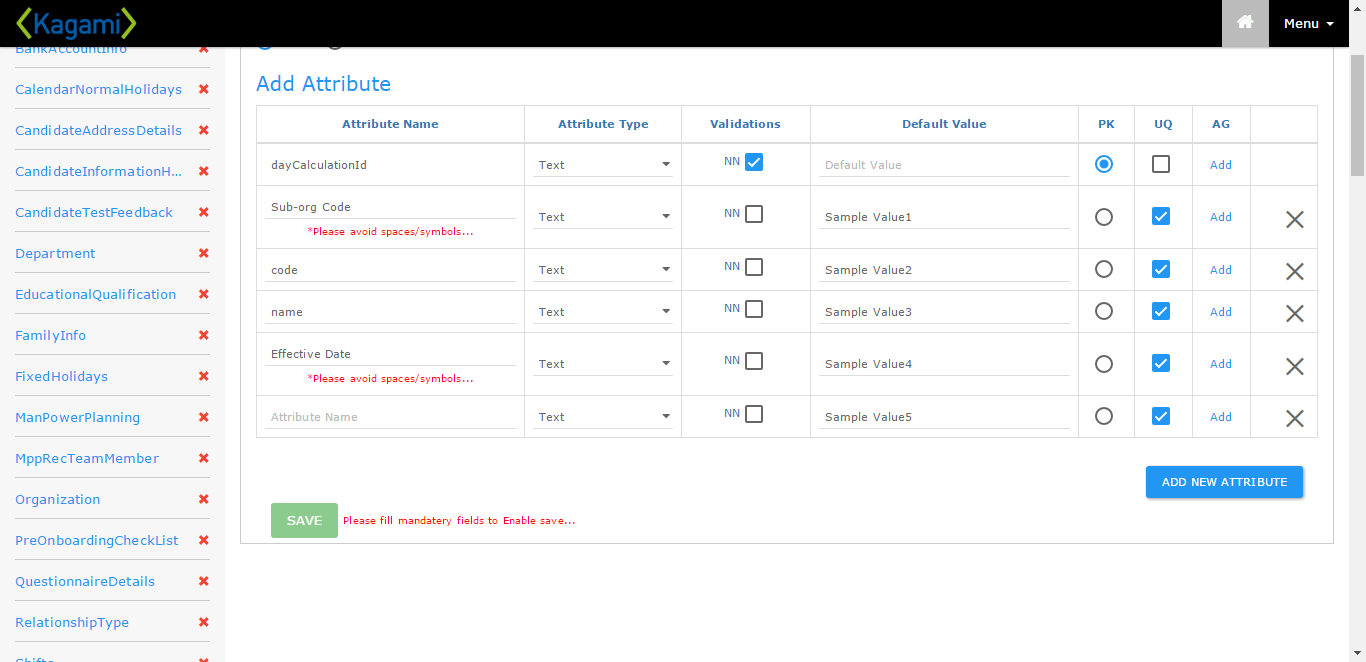 Kagami
Menu
BankAccountInfo
CalendarNormalHolidays
CandidateAddressDetails
CandidateInformationH...
CandidateTestFeedback
Department
EducationalQualification
FamilyInfo
FixedHolidays
ManPowerPlanning
MppRecTeamMember
Organization
PreOnboardingCheckList
QuestionnaireDetails
RelationshipType
Shifts
Add Attribute
Attribute Name Attribute Type Validations Default Value PK UQ AG
dayCalculationId Text NN Default Value Add
Sub-org Code Text NN Sample Value1 Add
*Please avoid spaces/symbols...
code Text NN Sample Value2 Add
name Text NN Sample Value3 Add
Effective Date Text NN Sample Value4 Add
*Please avoid spaces/symbols...
Attribute Name Text NN Sample Value5 Add
ADD NEW ATTRIBUTE
SAVE Please fill mandatery fields to Enable save...